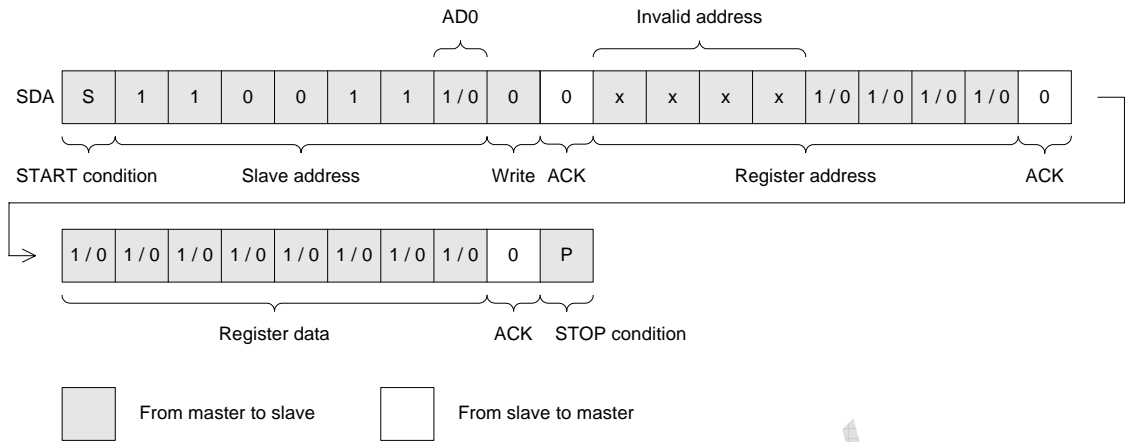 AD0 Invalid address
SDA S 1 1 0 0 1 1 1 / 0 0 0 x x x x 1 / 0 1 / 0 1 / 0 1 / 0 0
START condition Slave address Write ACK Register address ACK
1 / 0 1 / 0 1 / 0 1 / 0 1 / 0 1 / 0 1 / 0 1 / 0 0 P
Register data ACK STOP condition
From master to slave From slave to master